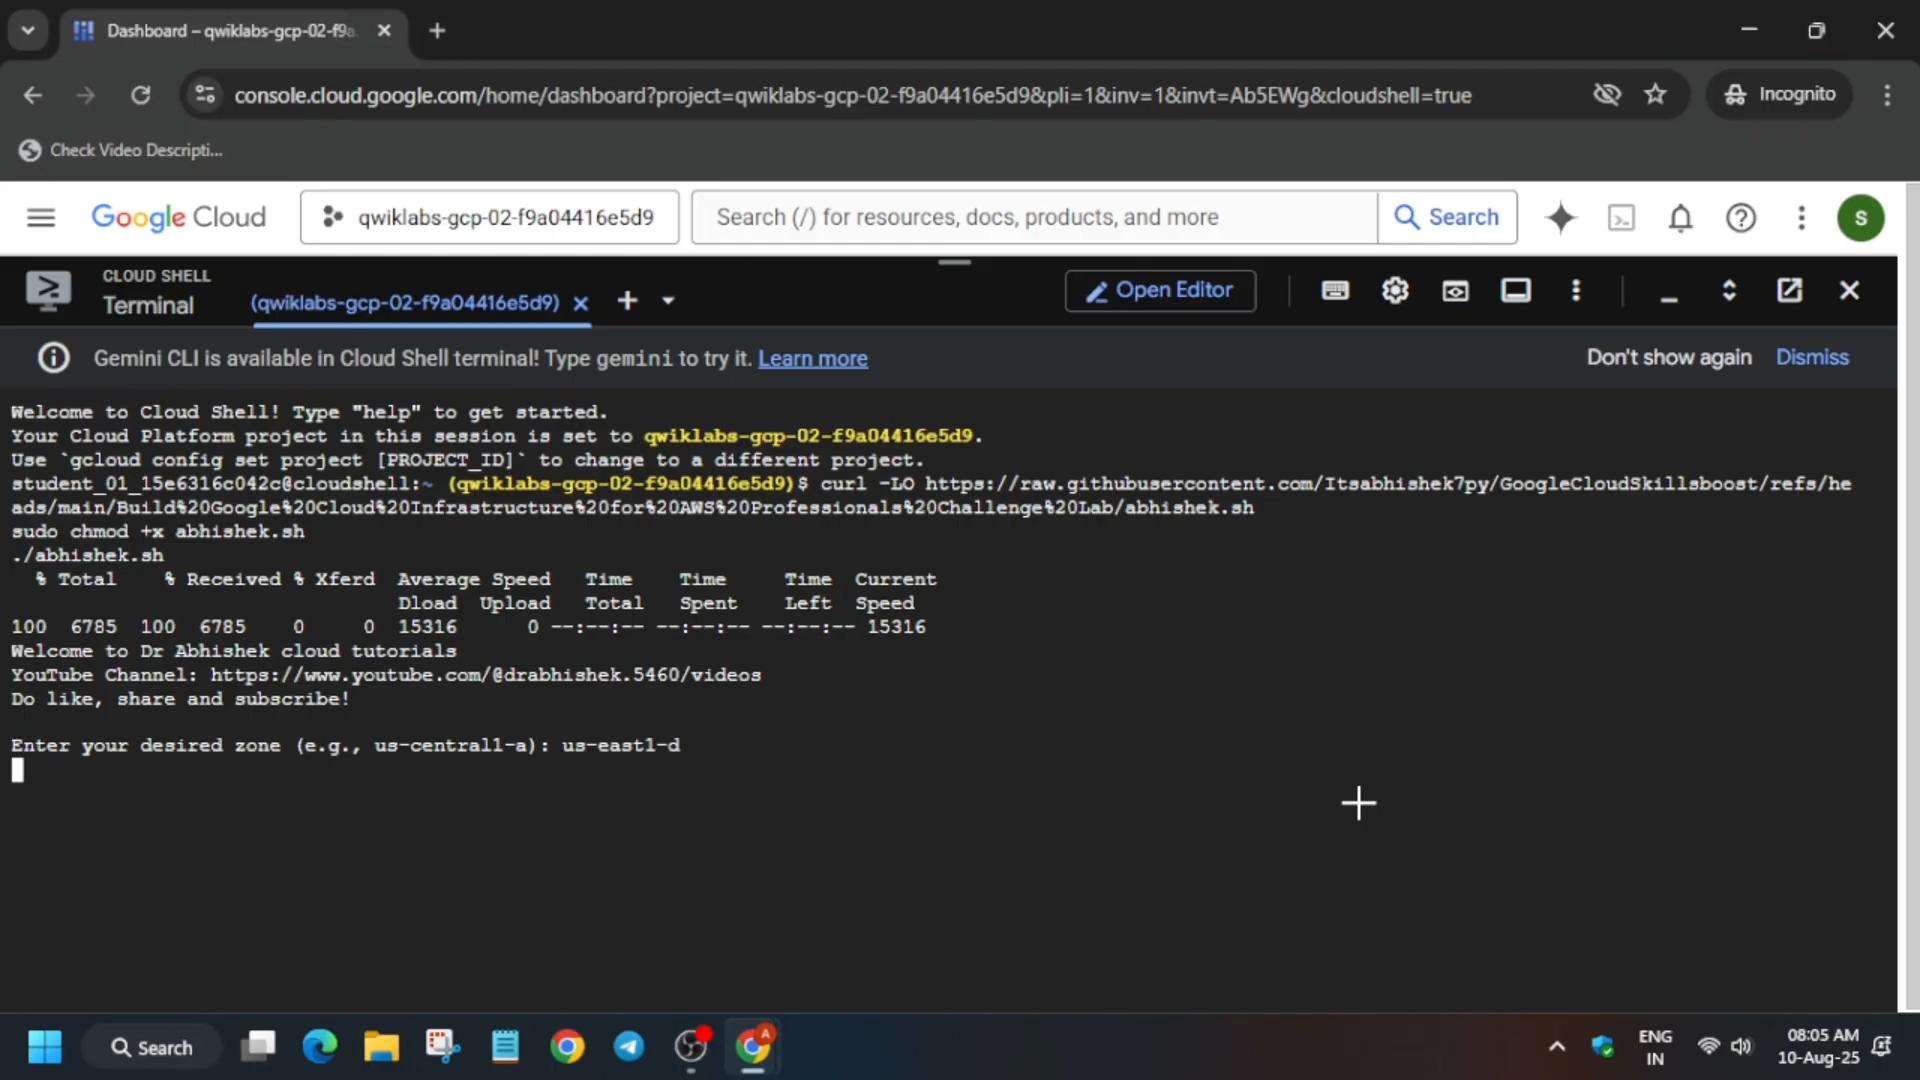 Dashboard – qwiklabs-gcp-02-f9a
console.cloud.google.com/home/dashboard?project=qwiklabs-gcp-02-f9a04416e5d9&pli=1&inv=1&invt=Ab5EWg&cloudshell=true
Incognito
Check Video Descripti...
Google Cloud
qwiklabs-gcp-02-f9a04416e5d9
Search (/) for resources, docs, products, and more
Search
S
CLOUD SHELL
Terminal
(qwiklabs-gcp-02-f9a04416e5d9)
Open Editor
Gemini CLI is available in Cloud Shell terminal! Type gemini to try it. Learn more
Don't show again
Dismiss
Welcome to Cloud Shell! Type "help" to get started.
Your Cloud Platform project in this session is set to qwiklabs-gcp-02-f9a04416e5d9.
Use `gcloud config set project [PROJECT_ID]` to change to a different project.
student_01_15e6316c042c@cloudshell:~ (qwiklabs-gcp-02-f9a04416e5d9)$ curl -LO https://raw.githubusercontent.com/Itsabhishek7py/GoogleCloudSkillsboost/refs/he
ads/main/Build%20Google%20Cloud%20Infrastructure%20for%20AWS%20Professionals%20Challenge%20Lab/abhishek.sh
sudo chmod +x abhishek.sh
./abhishek.sh
% Total % Received % Xferd Average Speed Time Time Time Current
Dload Upload Total Spent Left Speed
100 6785 100 6785 0 0 15316 0 --:--:-- --:--:-- --:--:-- 15316
Welcome to Dr Abhishek cloud tutorials
YouTube Channel: https://www.youtube.com/@drabhishek.5460/videos
Do like, share and subscribe!
Enter your desired zone (e.g., us-central1-a): us-east1-d
Search
A
ENG
IN
08:05 AM
10-Aug-25